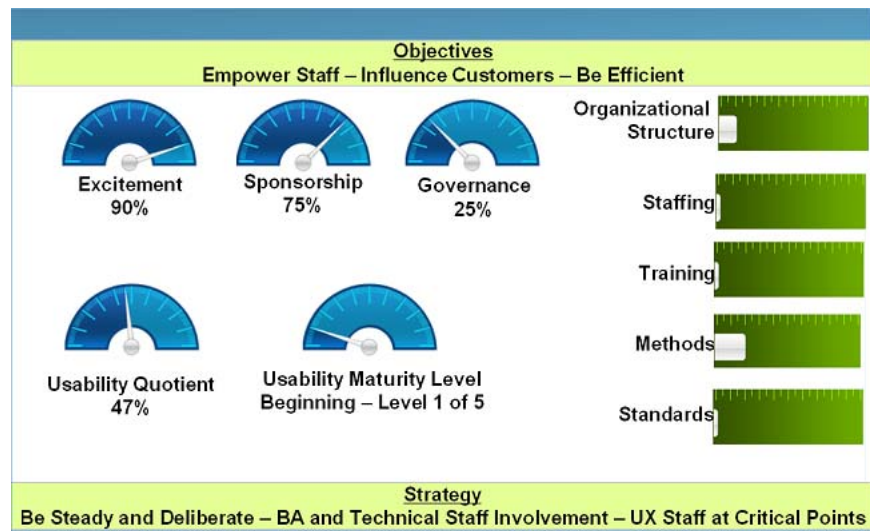 Objectives
Empower Staff – Influence Customers – Be Efficient
Excitement
90%
Sponsorship
75%
Governance
25%
Organizational
Structure
Staffing
Training
Methods
Standards
Usability Quotient
47%
Usability Maturity Level
Beginning – Level 1 of 5
Strategy
Be Steady and Deliberate – BA and Technical Staff Involvement – UX Staff at Critical Points